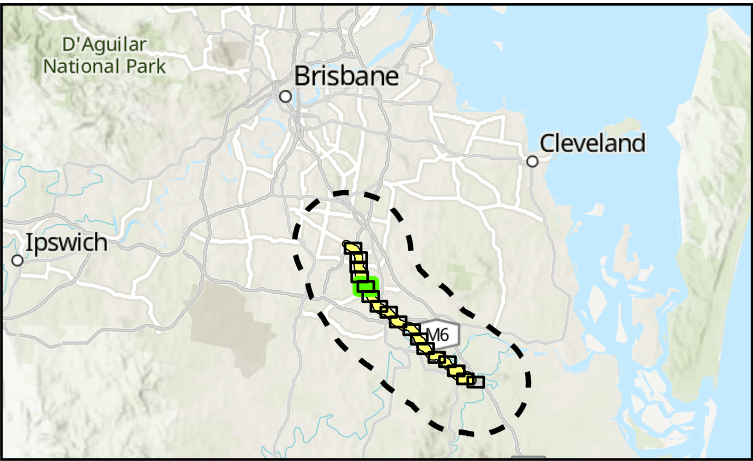 D'Aguilar
National Park
Brisbane
Cleveland
Ipswich
M6